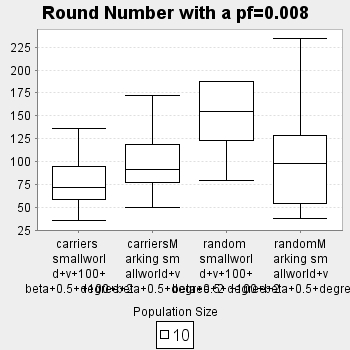 Round Number with a pf=0.008
225
200
175
150
125
100
75
50
25
carriers
smallworl
d+v+100+
carriersM
arking sm
allworld+v
random
smallworl
d+v+100+
randomM
arking sm
allworld+v
Population Size
10